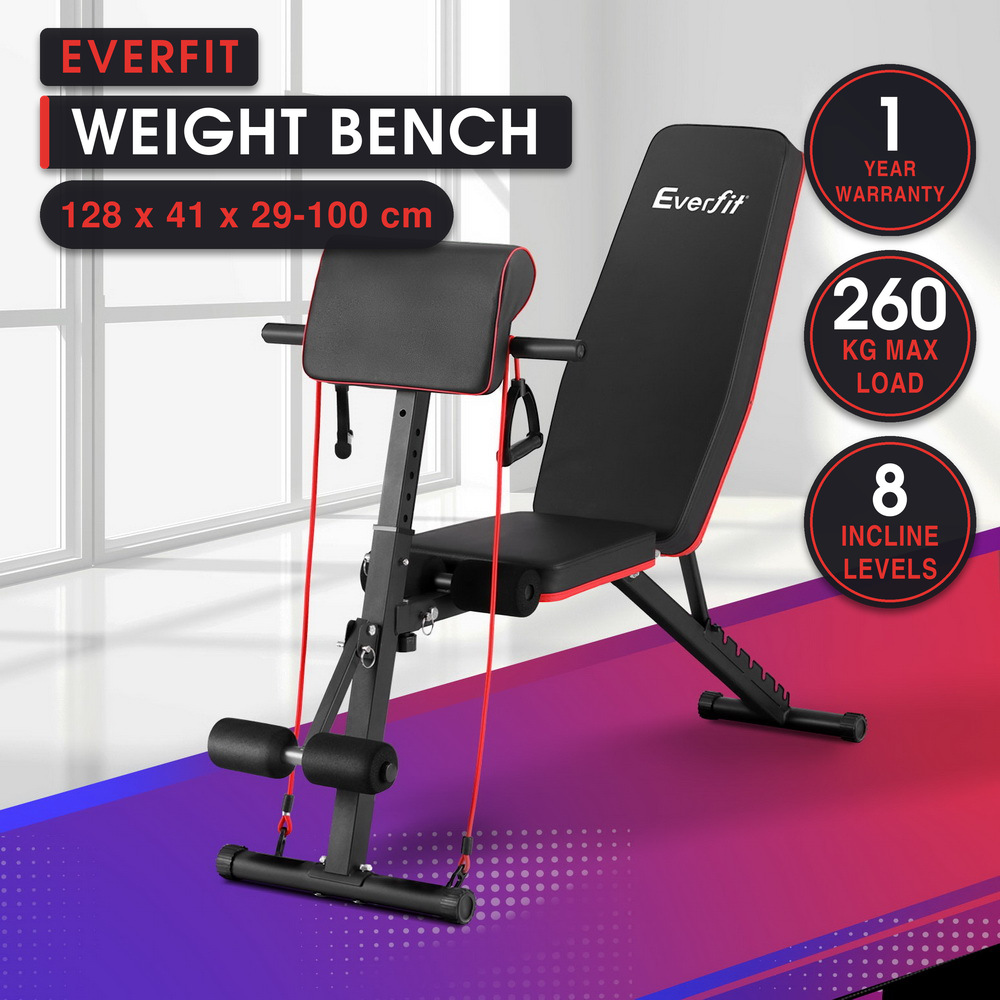 EVERFIT
WEIGHT BENCH
128 x 41 x 29-100 cm
Everfit®
1
YEAR
WARRANTY
260
KG MAX
LOAD
8
INCLINE
LEVELS